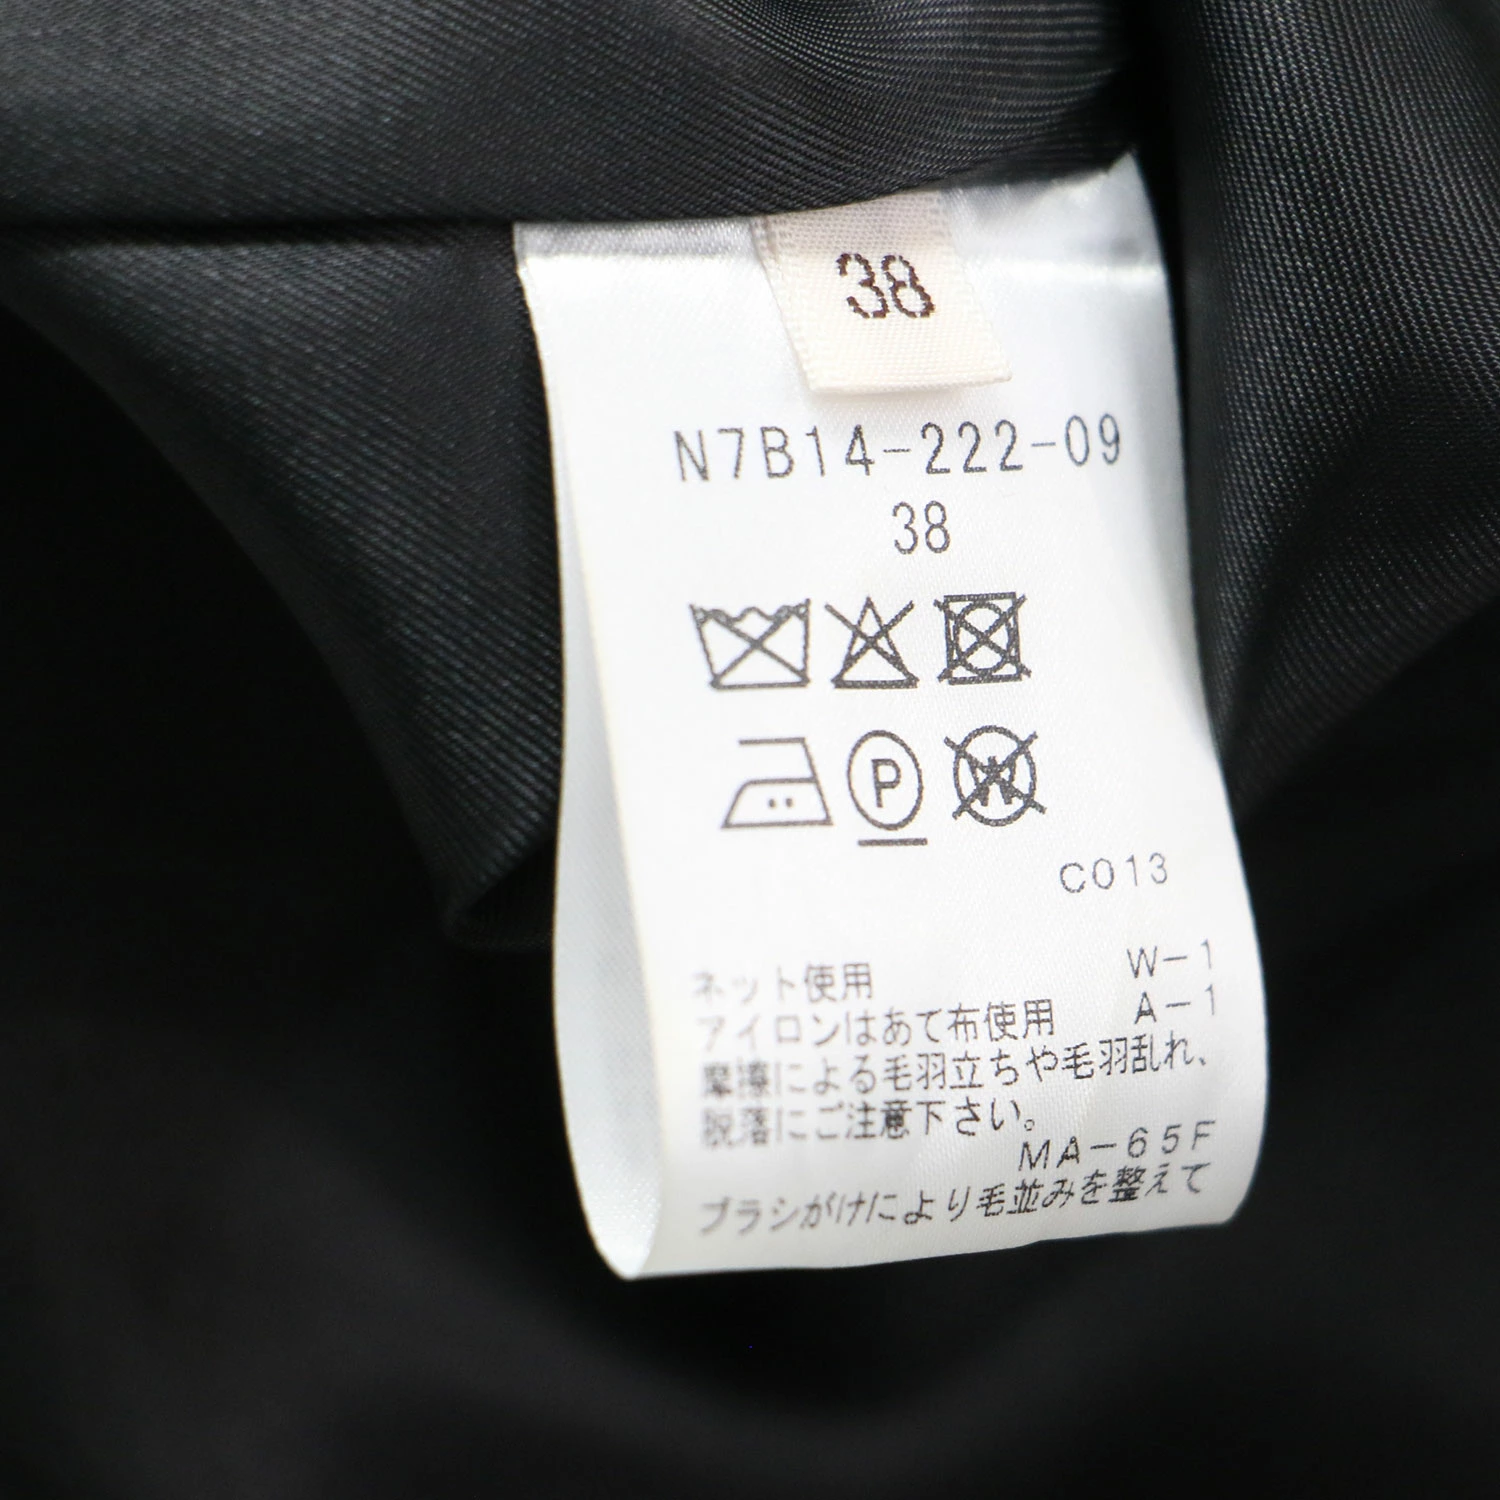 38
N7B14-222-09
38
P
W
C013
W-1
ネット使用
A-1
アイロンはあて布使用
摩擦による毛羽立ちや毛羽乱れ、
脱落にご注意下さい。
MA-65F
ブラシがけにより毛並みを整えて